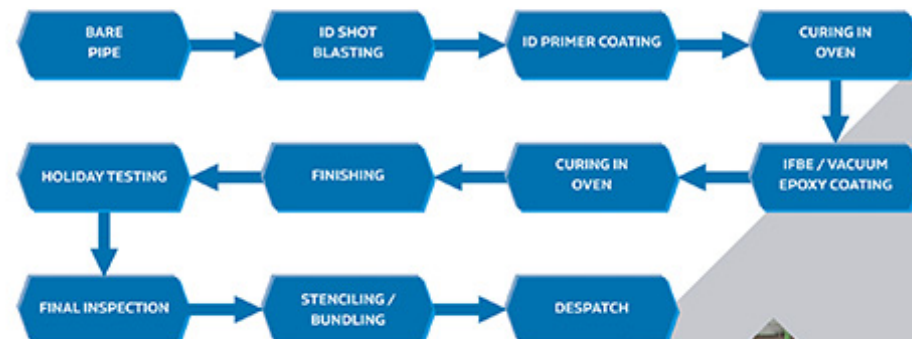 BARE
PIPE
ID SHOT
BLASTING
ID PRIMER COATING
CURING IN
OVEN
IFBE / VACUUM
EPOXY COATING
CURING IN
OVEN
FINISHING
HOLIDAY TESTING
FINAL INSPECTION
STENCILING /
BUNDLING
DESPATCH